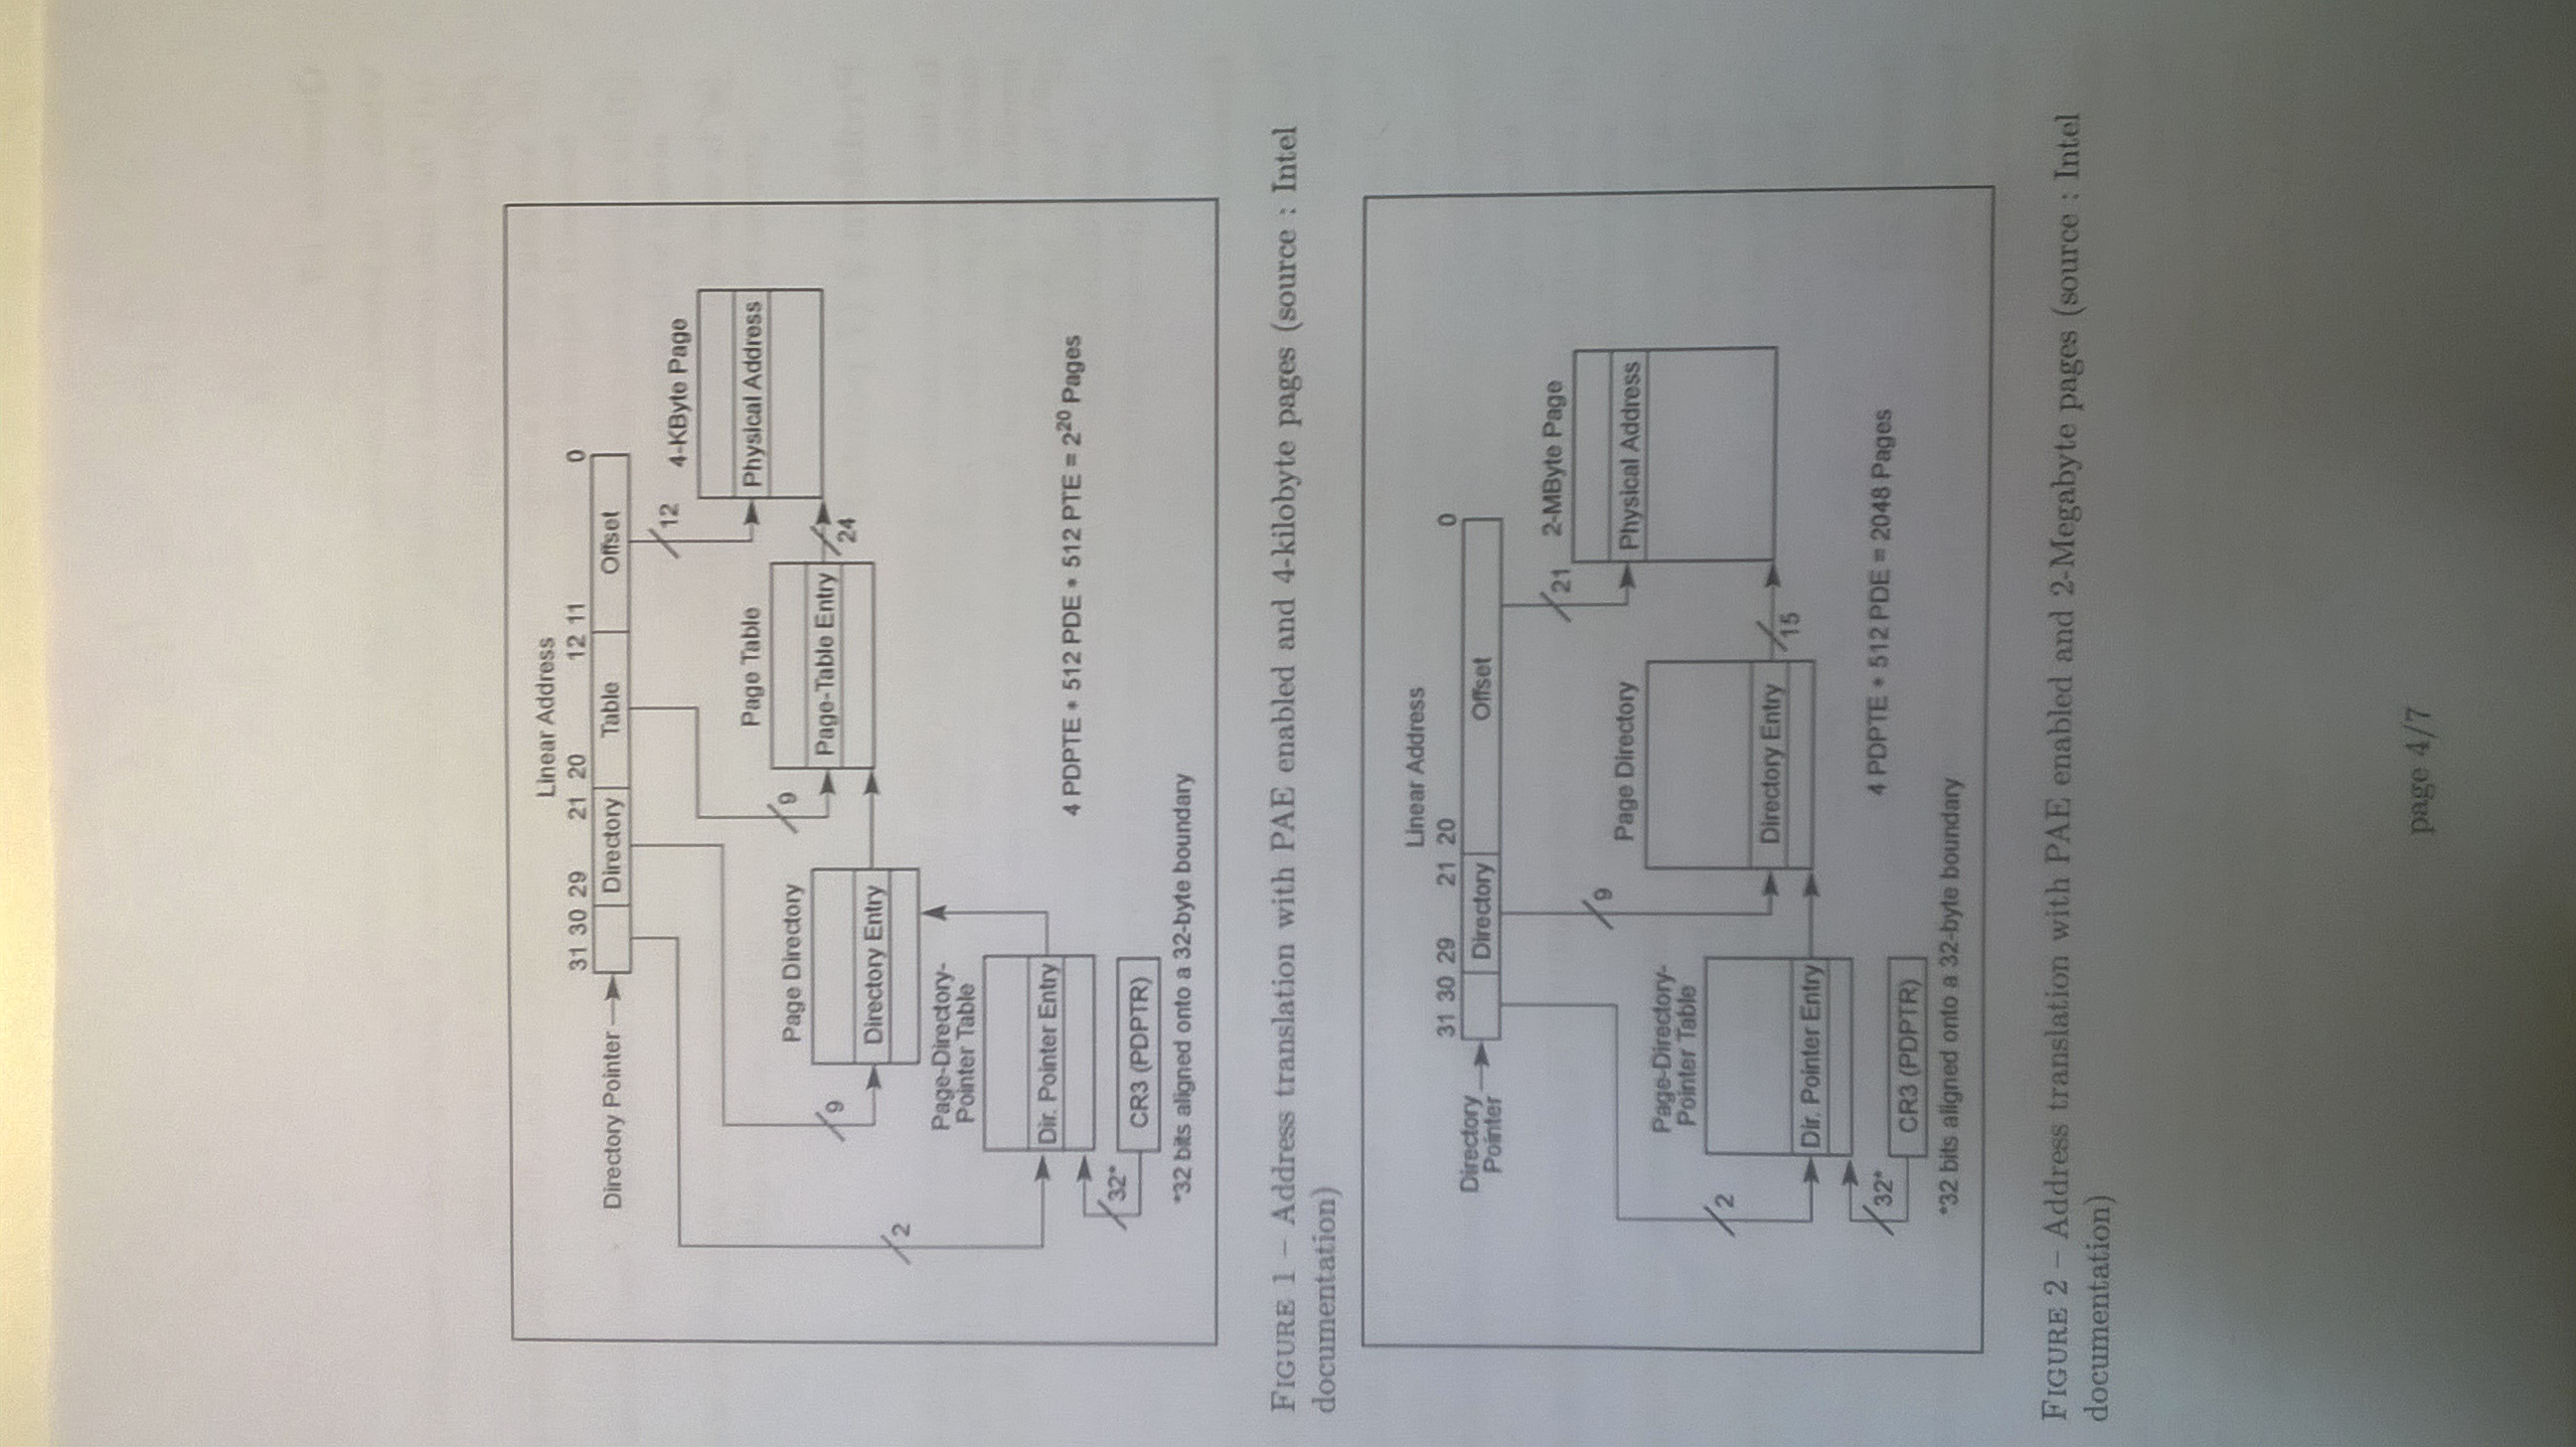 Linear Address
31 30 29 21 20 12 11 0
Directory Pointer
Directory Table Offset
12
4-KByte Page
Page Table
Page Directory
Physical Address
9
9
Page-Table Entry
24
Directory Entry
Page-Directory-
Pointer Table
2
Dir. Pointer Entry
4 PDPTE * 512 PDE * 512 PTE = 2²⁰ Pages
32*
CR3 (PDPTR)
*32 bits aligned onto a 32-byte boundary
FIGURE 1 – Address translation with PAE enabled and 4-kilobyte pages (source : Intel
documentation)
Linear Address
31 30 29 21 20 0
Directory
Pointer
Directory Offset
21
2-MByte Page
9
Page Directory
Physical Address
Page-Directory-
Pointer Table
2
Directory Entry
15
Dir. Pointer Entry
4 PDPTE * 512 PDE = 2048 Pages
32*
CR3 (PDPTR)
*32 bits aligned onto a 32-byte boundary
FIGURE 2 – Address translation with PAE enabled and 2-Megabyte pages (source : Intel
documentation)
page 4/7